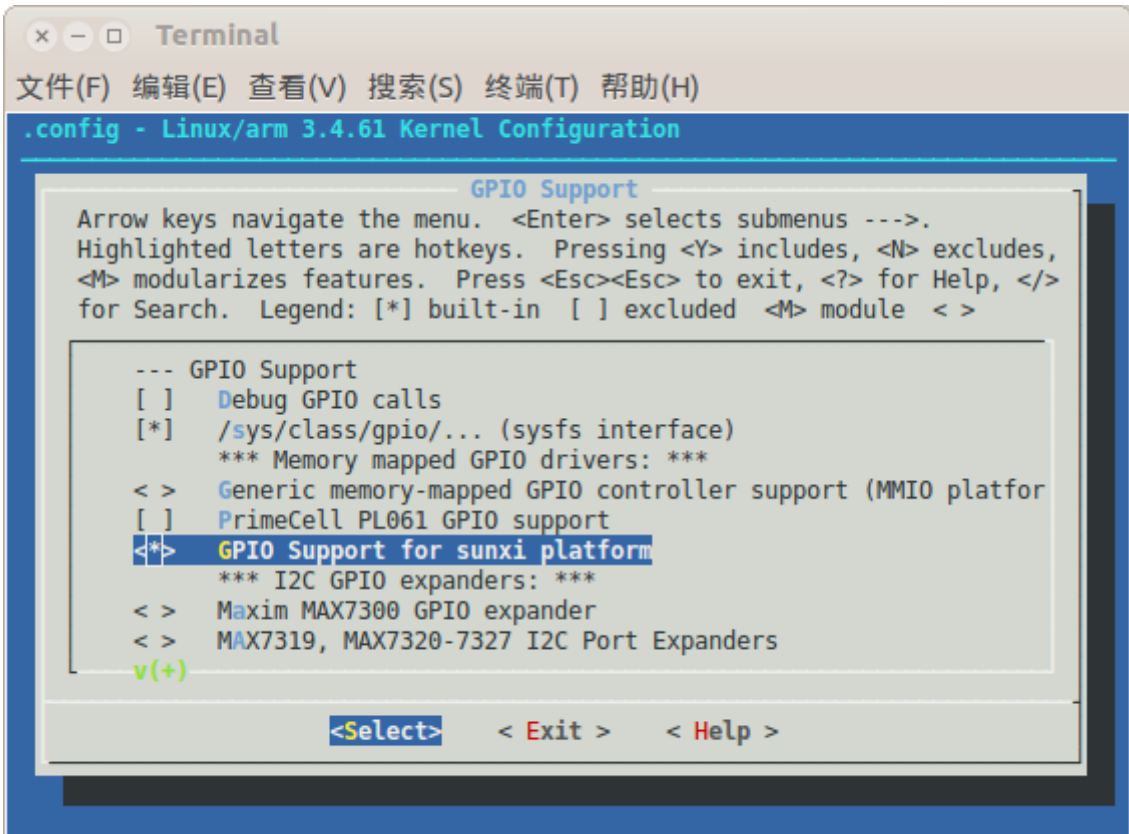 Terminal
文件(F) 编辑(E) 查看(V) 搜索(S) 终端(T) 帮助(H)
.config - Linux/arm 3.4.61 Kernel Configuration
GPIO Support
Arrow keys navigate the menu.  <Enter> selects submenus --->.
Highlighted letters are hotkeys.  Pressing <Y> includes, <N> excludes,
<M> modularizes features.  Press <Esc><Esc> to exit, <?> for Help, </>
for Search.  Legend: [*] built-in  [ ] excluded  <M> module  < >
--- GPIO Support
[ ]   Debug GPIO calls
[*]   /sys/class/gpio/... (sysfs interface)
*** Memory mapped GPIO drivers: ***
< >   Generic memory-mapped GPIO controller support (MMIO platfor
[ ]   PrimeCell PL061 GPIO support
<*>   GPIO Support for sunxi platform
*** I2C GPIO expanders: ***
< >   Maxim MAX7300 GPIO expander
< >   MAX7319, MAX7320-7327 I2C Port Expanders
v(+)
<Select>    < Exit >    < Help >